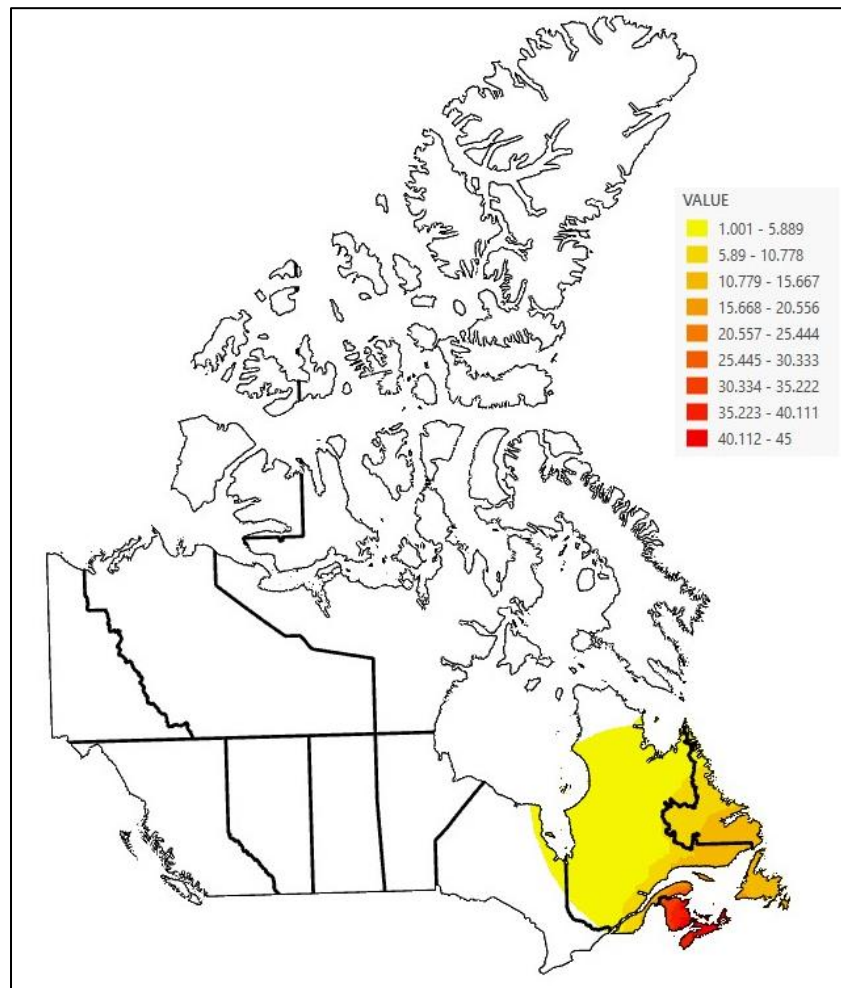 VALUE
1.001 - 5.889
5.89 - 10.778
10.779 - 15.667
15.668 - 20.556
20.557 - 25.444
25.445 - 30.333
30.334 - 35.222
35.223 - 40.111
40.112 - 45